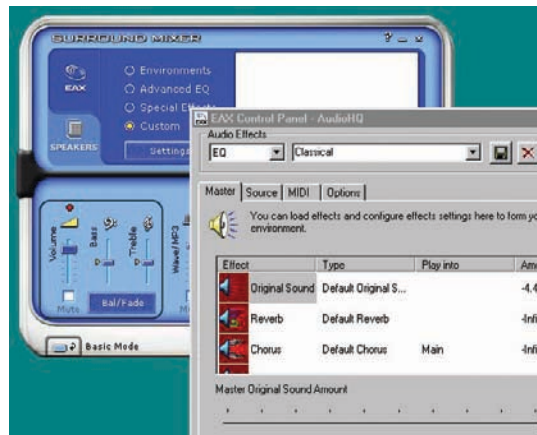 SURROUND MIXER
? _ x
EAX
Environments
Advanced EQ
Special Effects
Custom
SPEAKERS
Settings
EAX Control Panel - AudioHQ
Audio Effects
EQ
Classical
Master
Source
MIDI
Options
You can load effects and configure effects settings here to form yo
environment.
Effect Type Play into Am
Original Sound Default Original S... -4.4
Reverb Default Reverb -Infi
Chorus Default Chorus Main -Infi
Master Original Sound Amount
Volume
Bass
Treble
Wave/MP3
Mute
Bal/Fade
Basic Mode